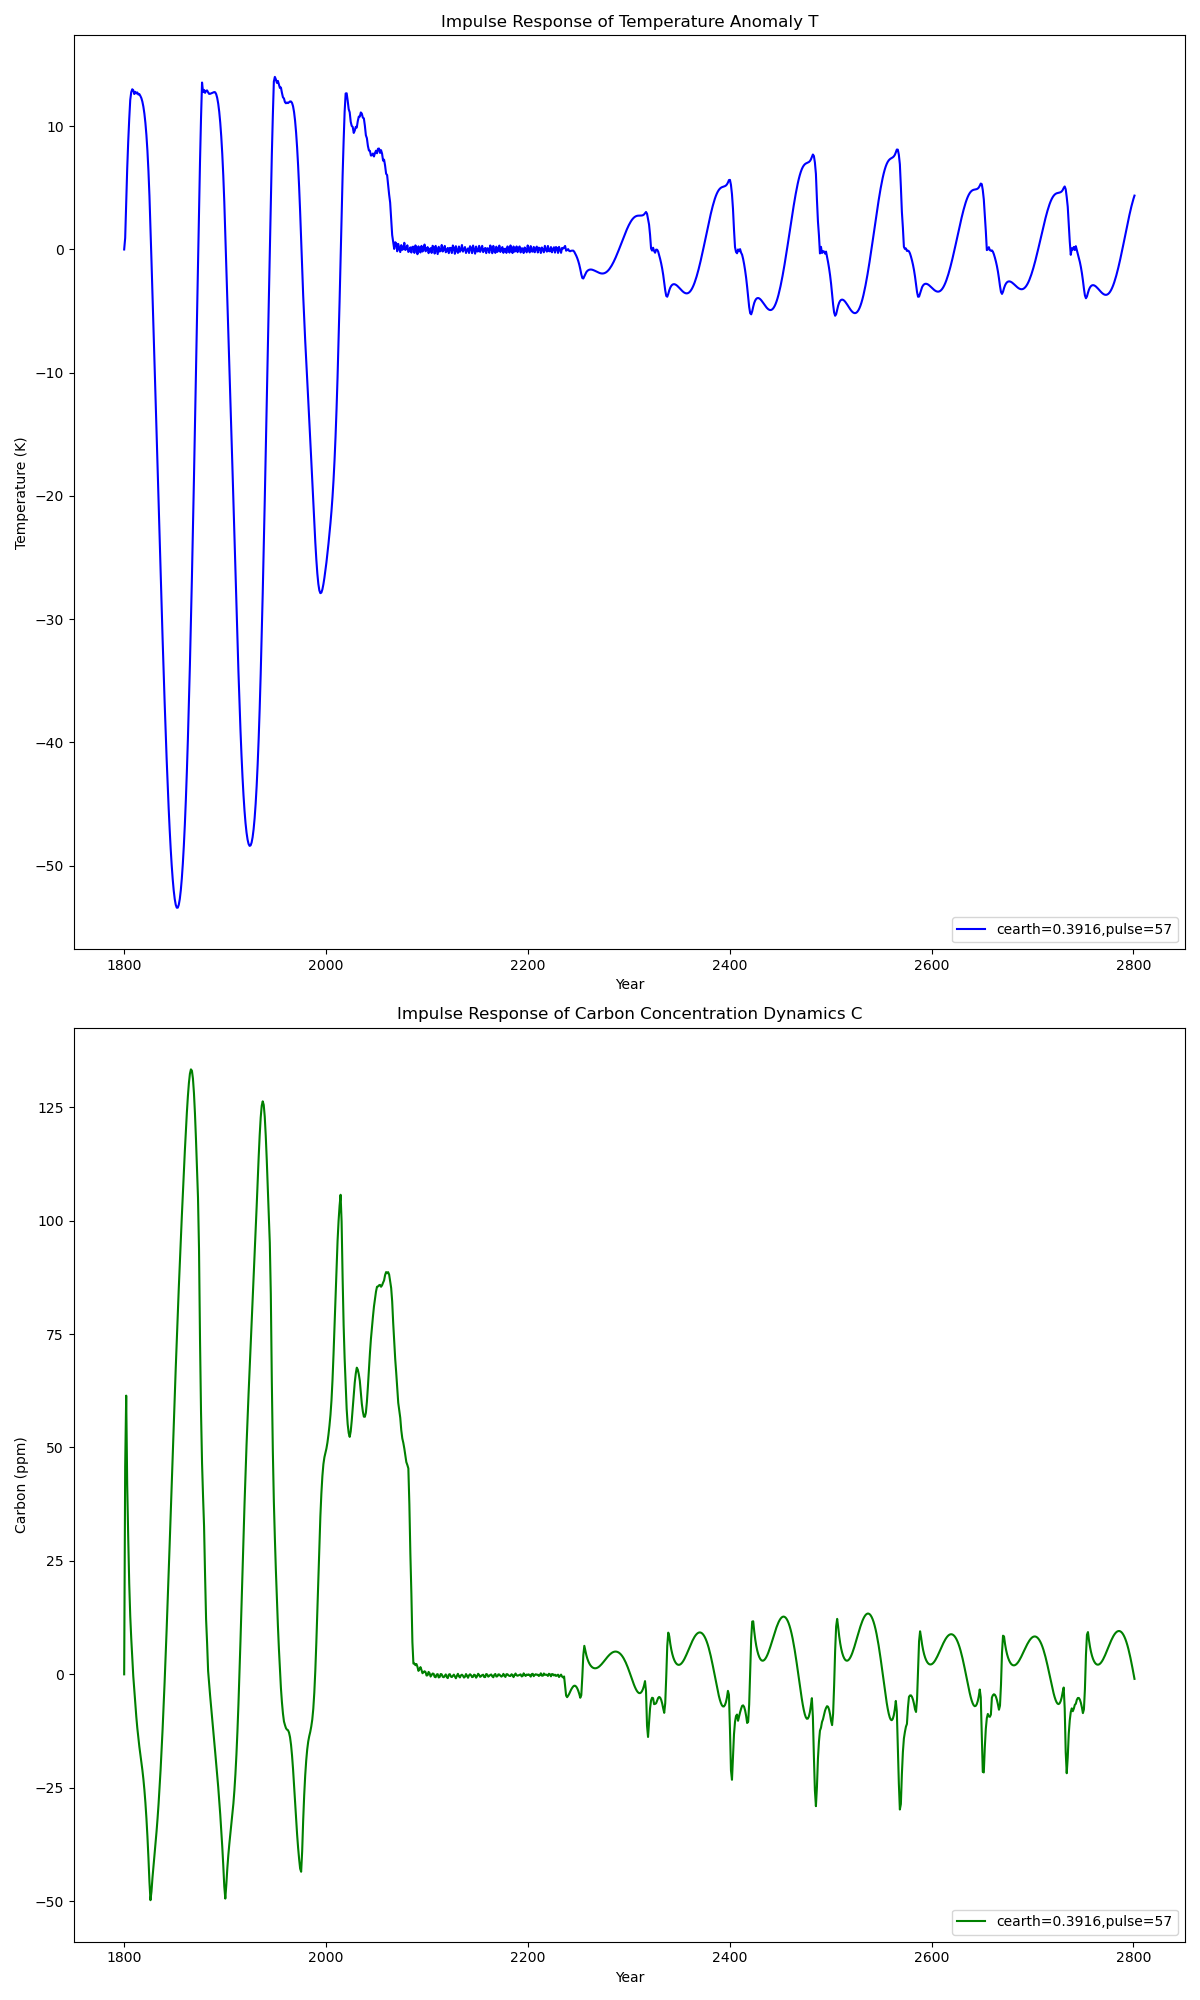 Impulse Response of Temperature Anomaly T
10
0
−10
−20
−30
−40
−50
Temperature (K)
cearth=0.3916,pulse=57
1800 2000 2200 2400 2600 2800
Year
Impulse Response of Carbon Concentration Dynamics C
125
100
75
50
25
0
−25
−50
Carbon (ppm)
cearth=0.3916,pulse=57
1800 2000 2200 2400 2600 2800
Year